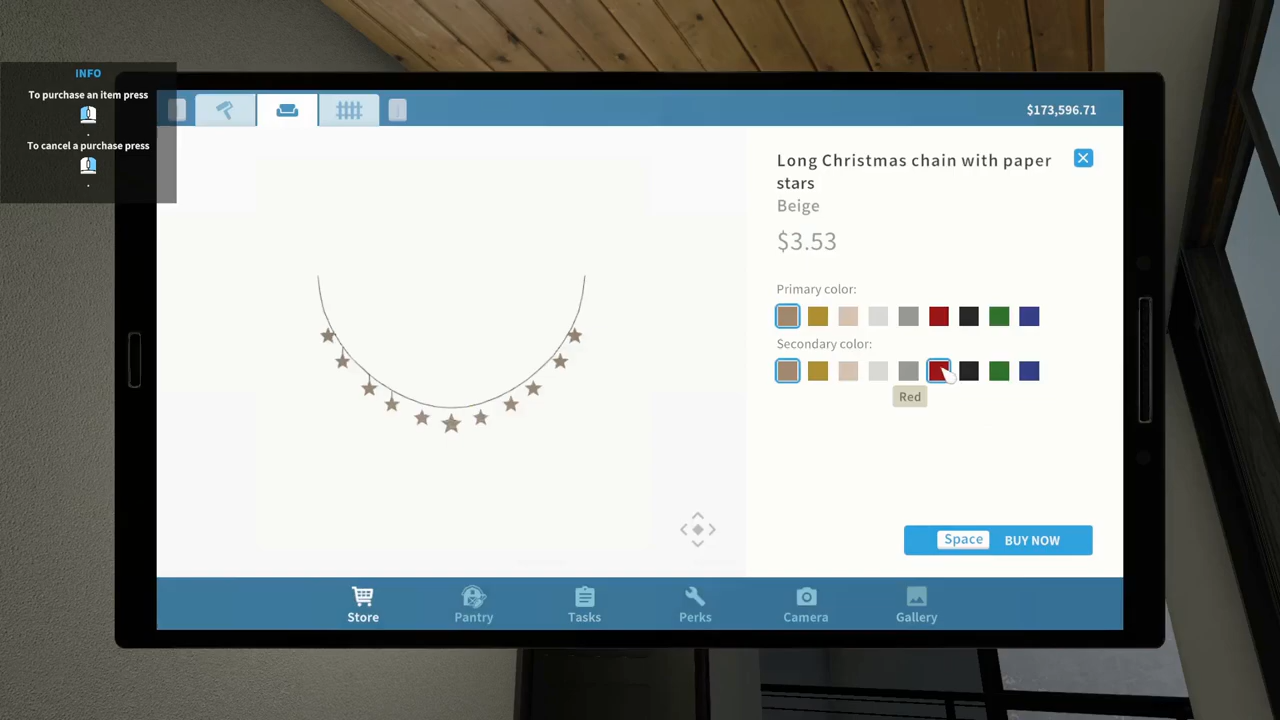 INFO
To purchase an item press
.
To cancel a purchase press
.
$173,596.71
Long Christmas chain with paper
stars
Beige
$3.53
Primary color:
Secondary color:
Red
Space BUY NOW
Store Pantry Tasks Perks Camera Gallery